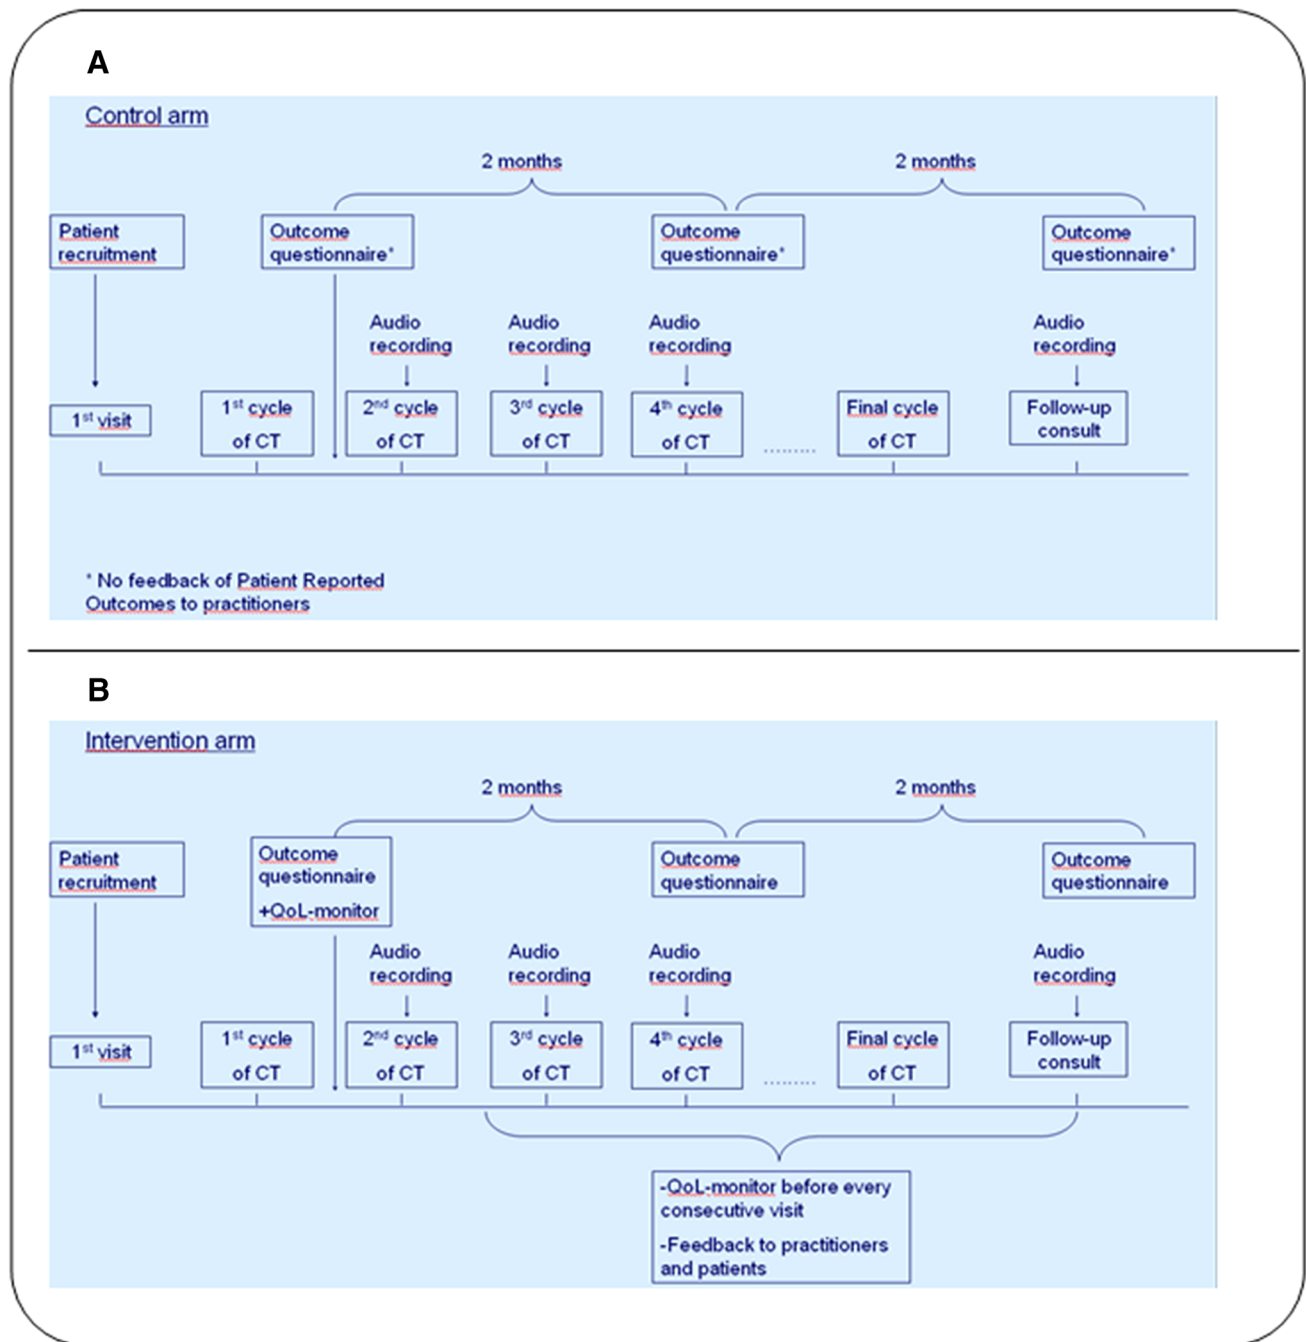 A
Control arm
2 months
2 months
Patient
recruitment
Outcome
questionnaire*
Outcome
questionnaire*
Outcome
questionnaire*
Audio
recording
Audio
recording
Audio
recording
Audio
recording
1st visit
1st cycle
of CT
2nd cycle
of CT
3rd cycle
of CT
4th cycle
of CT
.........
Final cycle
of CT
Follow-up
consult
* No feedback of Patient Reported
Outcomes to practitioners
B
Intervention arm
2 months
2 months
Patient
recruitment
Outcome
questionnaire
+QoL-monitor
Outcome
questionnaire
Outcome
questionnaire
Audio
recording
Audio
recording
Audio
recording
Audio
recording
1st visit
1st cycle
of CT
2nd cycle
of CT
3rd cycle
of CT
4th cycle
of CT
.........
Final cycle
of CT
Follow-up
consult
-QoL-monitor before every
consecutive visit
-Feedback to practitioners
and patients